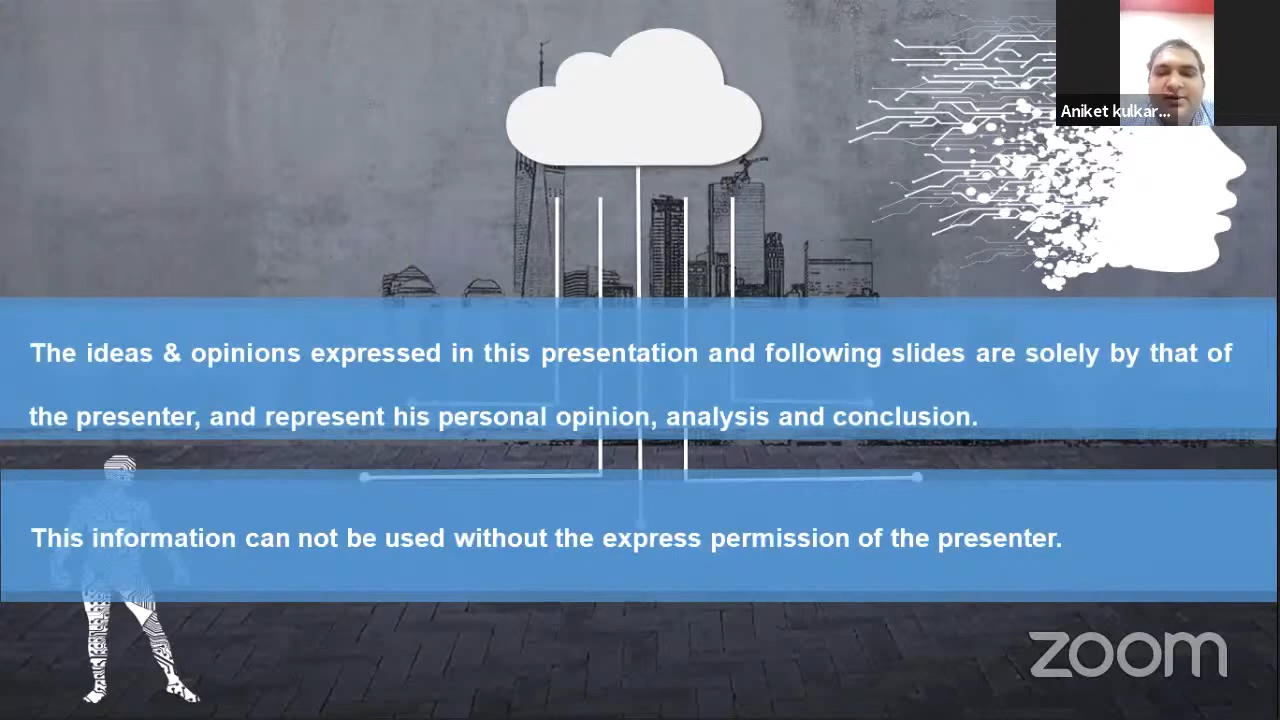 Aniket kulkar...
The ideas & opinions expressed in this presentation and following slides are solely by that of
the presenter, and represent his personal opinion, analysis and conclusion.
This information can not be used without the express permission of the presenter.
zoom